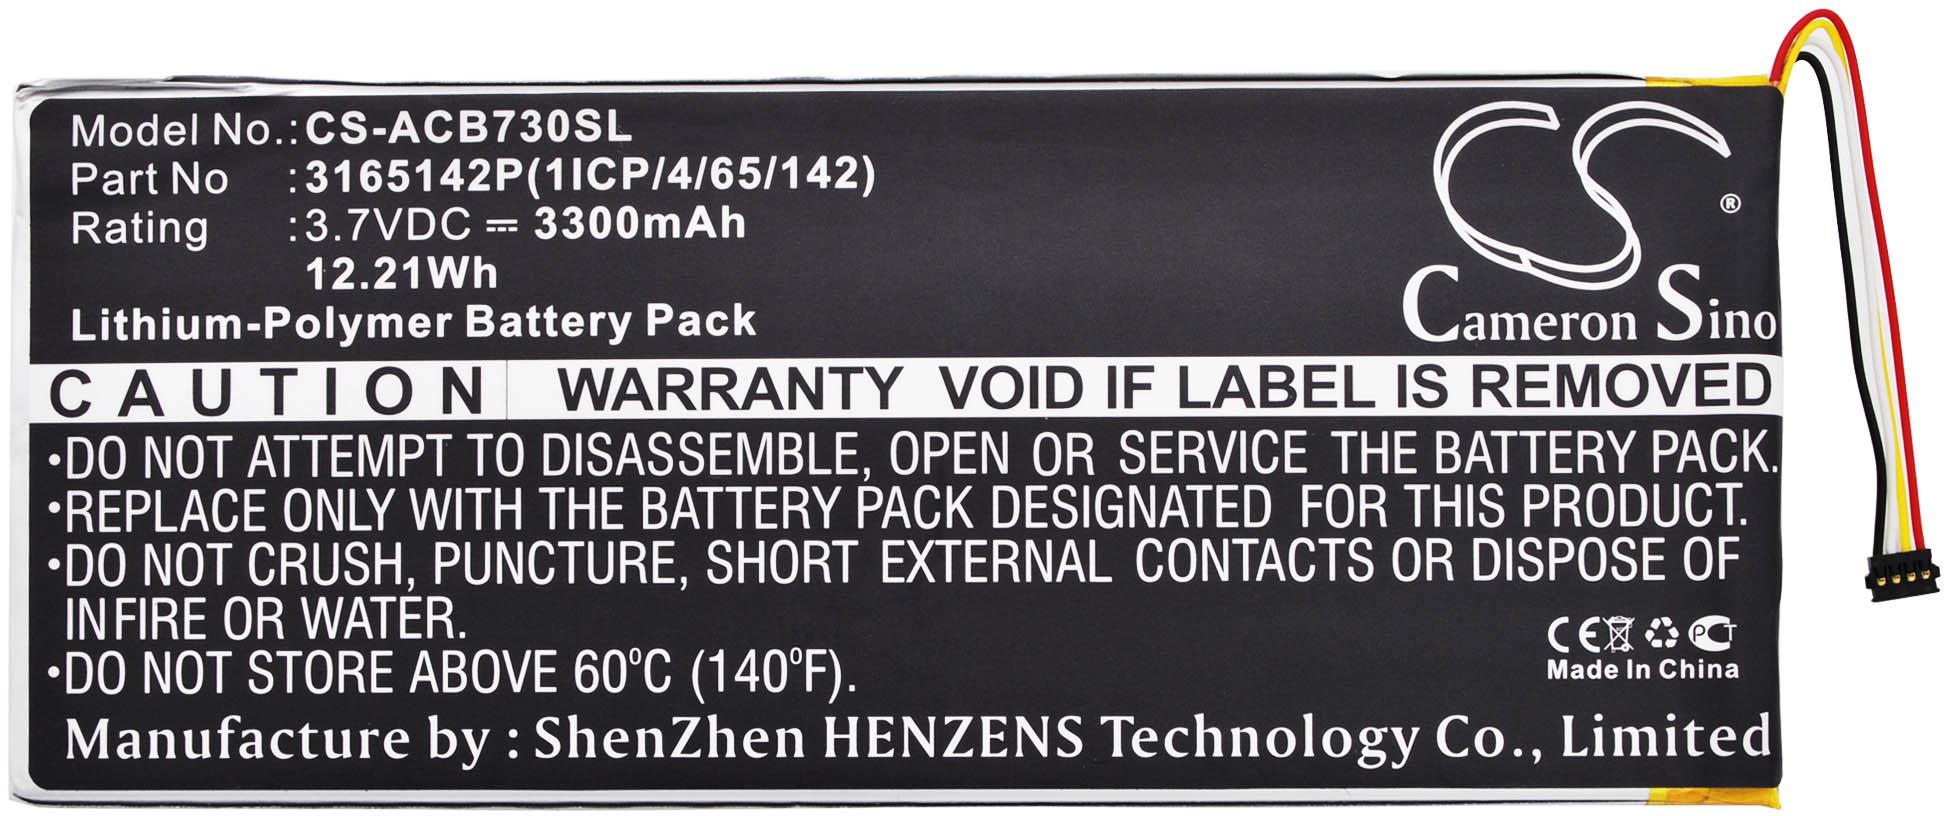 Model No.: CS-ACB730SL
Part No : 3165142P(1ICP/4/65/142)
Rating : 3.7VDC ⎓ 3300mAh
12.21Wh
Lithium-Polymer Battery Pack
®
Cameron Sino
CAUTION WARRANTY VOID IF LABEL IS REMOVED
•DO NOT ATTEMPT TO DISASSEMBLE, OPEN OR SERVICE THE BATTERY PACK.
•REPLACE ONLY WITH THE BATTERY PACK DESIGNATED FOR THIS PRODUCT.
•DO NOT CRUSH, PUNCTURE, SHORT EXTERNAL CONTACTS OR DISPOSE OF
IN FIRE OR WATER.
•DO NOT STORE ABOVE 60°C (140°F).
CE PCT
Made In China
Manufacture by : ShenZhen HENZENS Technology Co., Limited